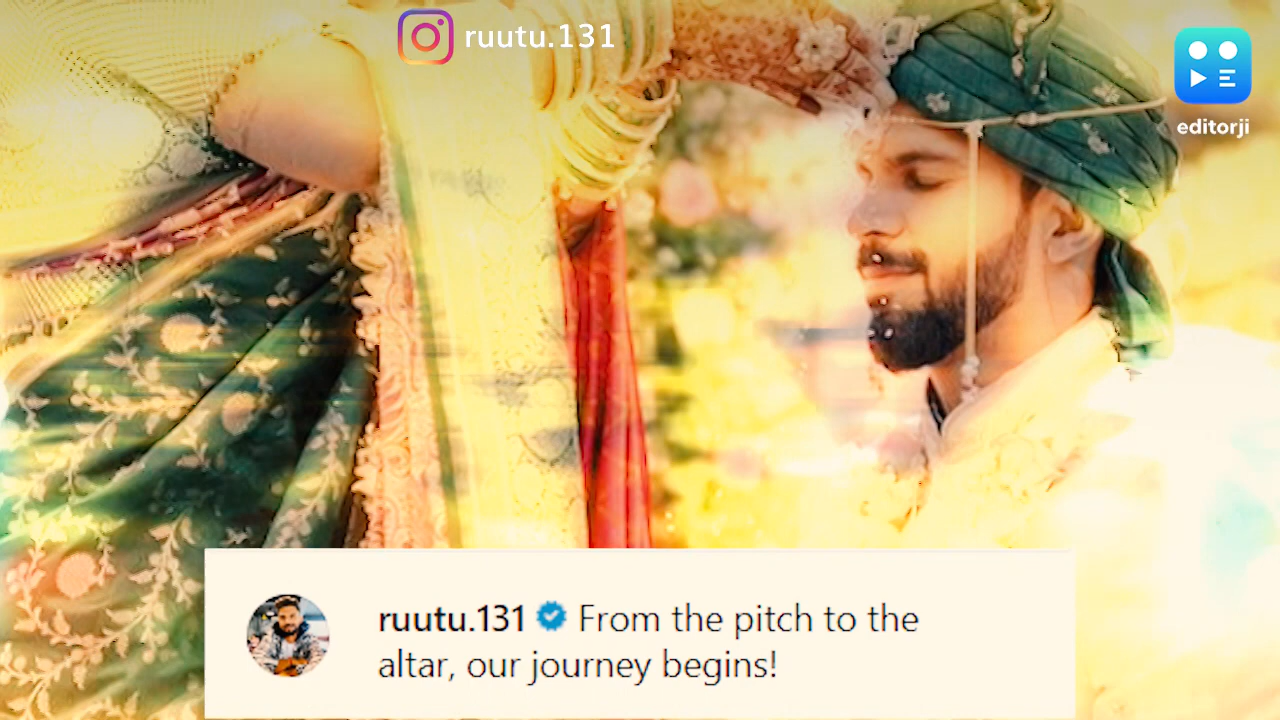 ruutu.131
editorji
ruutu.131 From the pitch to the
altar, our journey begins!